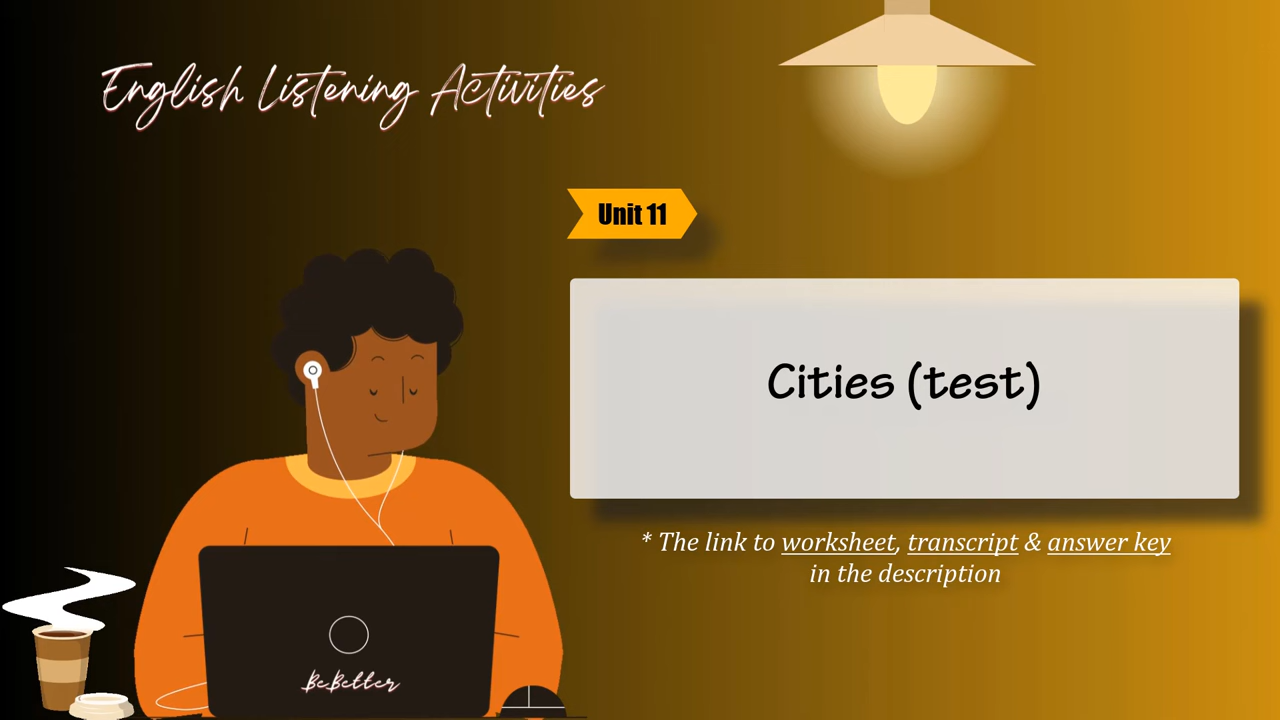 English Listening Activities
Unit 11
Cities (test)
* The link to worksheet, transcript & answer key
in the description
BeBetter